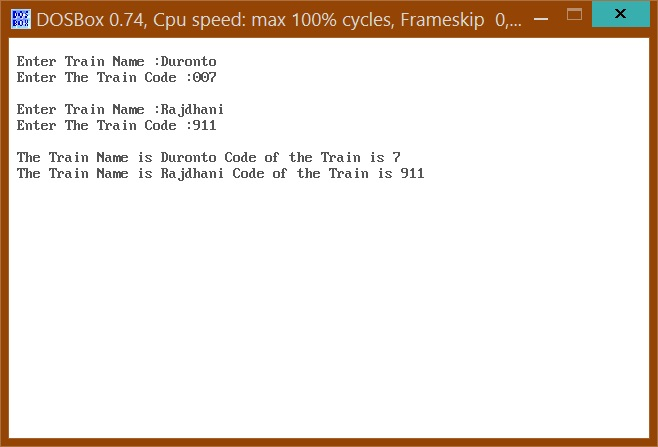 DOS BOX DOSBox 0.74, Cpu speed: max 100% cycles, Frameskip 0,...
Enter Train Name :Duronto
Enter The Train Code :007
Enter Train Name :Rajdhani
Enter The Train Code :911
The Train Name is Duronto Code of the Train is 7
The Train Name is Rajdhani Code of the Train is 911